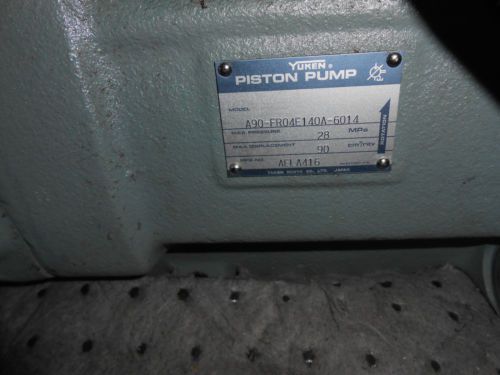 YUKEN ®
PISTON PUMP
MODEL
A90-FR04E140A-6014
MAX. PRESSURE 28 MPa
MAX. DISPLACEMENT 90 cm³/rev
MFG. NO. AELA416
YUKEN KOGYO CO., LTD. JAPAN
ROTATION